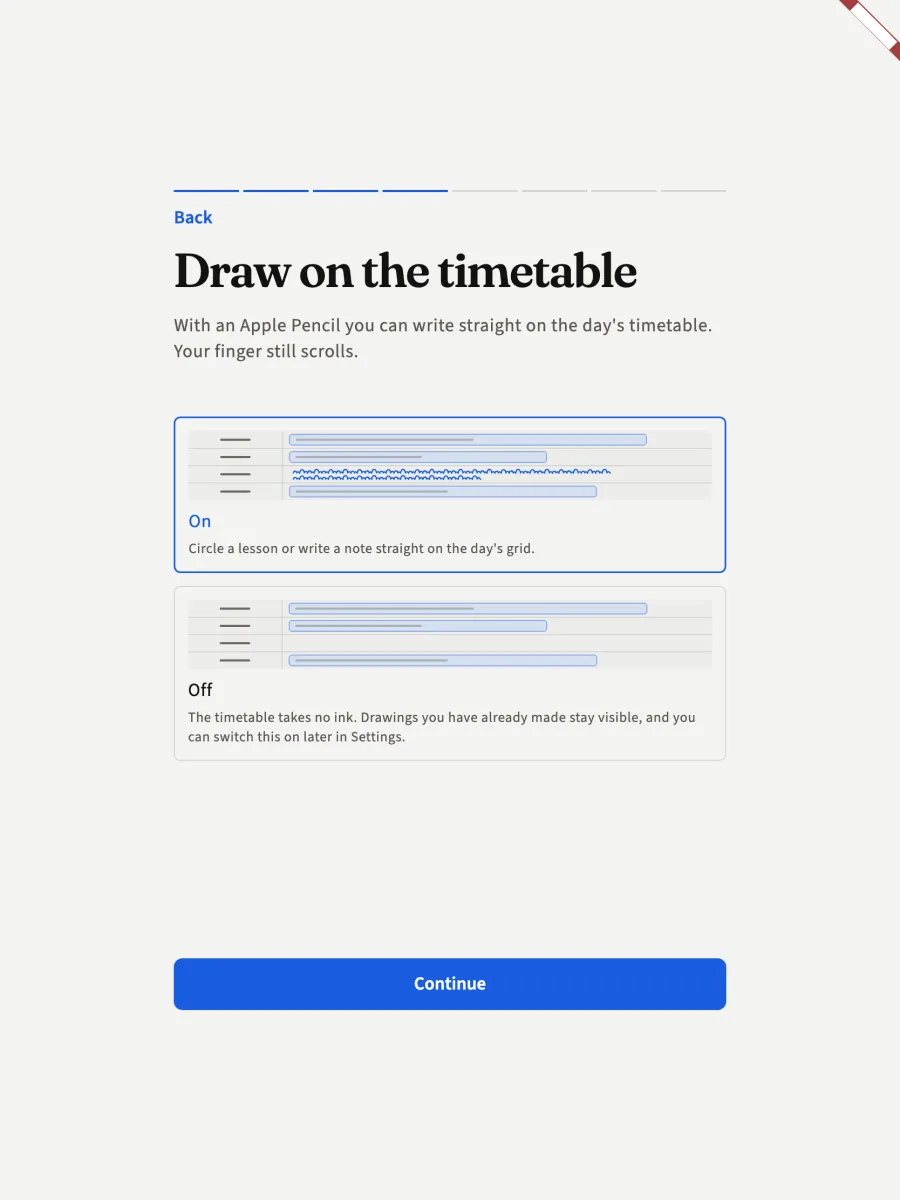 Back
Draw on the timetable
With an Apple Pencil you can write straight on the day's timetable.
Your finger still scrolls.
On
Circle a lesson or write a note straight on the day's grid.
Off
The timetable takes no ink. Drawings you have already made stay visible, and you
can switch this on later in Settings.
Continue